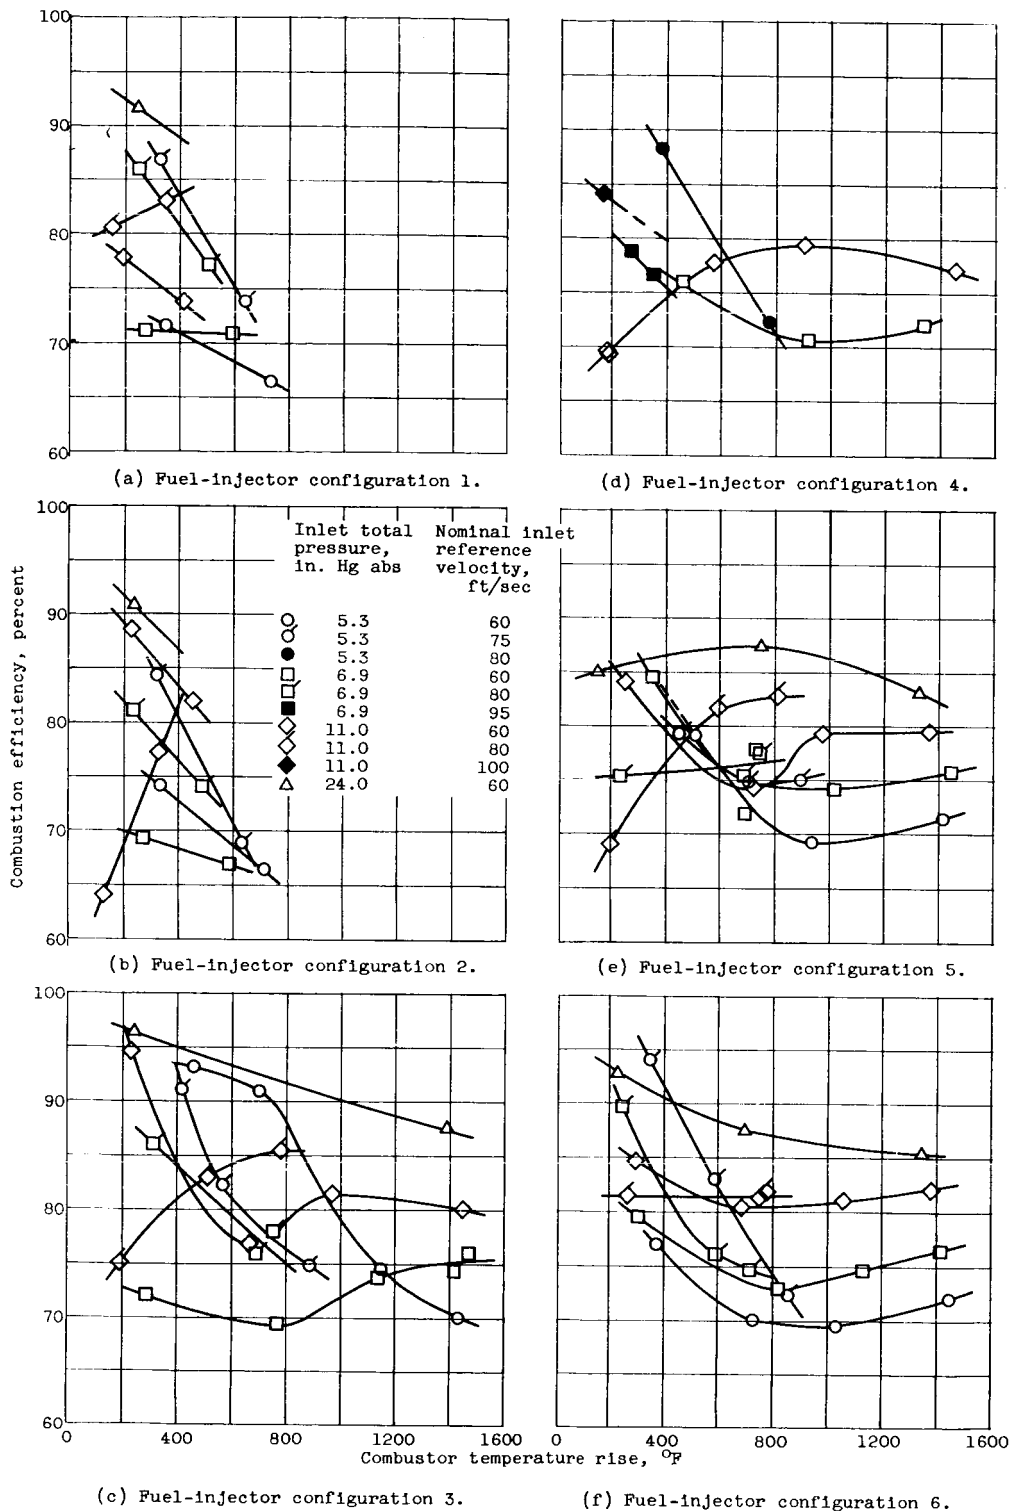 100
90
80
70
60
(a) Fuel-injector configuration 1.
(d) Fuel-injector configuration 4.
100
90
80
70
60
Inlet total pressure, in. Hg abs
Nominal inlet reference velocity, ft/sec
5.3 60
5.3 75
5.3 80
6.9 60
6.9 80
6.9 95
11.0 60
11.0 80
11.0 100
24.0 60
Combustion efficiency, percent
(b) Fuel-injector configuration 2.
(e) Fuel-injector configuration 5.
100
90
80
70
60
0 400 800 1200 1600
0 400 800 1200 1600
Combustor temperature rise, °F
(c) Fuel-injector configuration 3.
(f) Fuel-injector configuration 6.